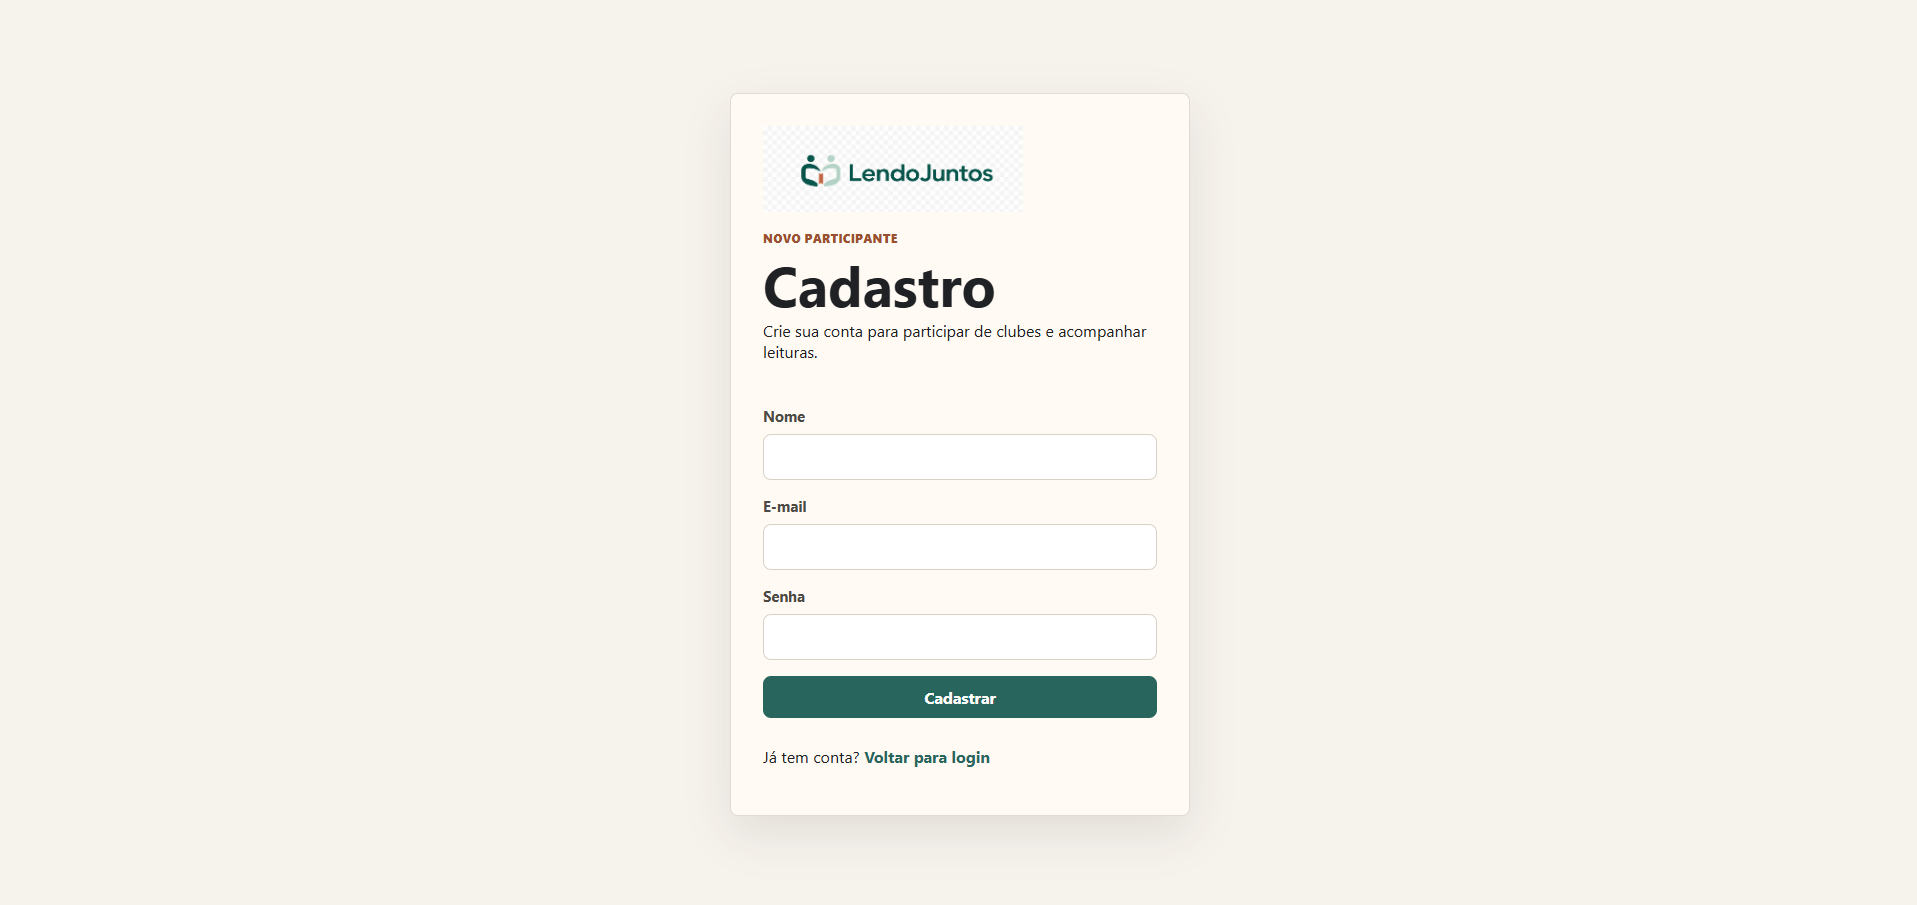 LendoJuntos
NOVO PARTICIPANTE
Cadastro
Crie sua conta para participar de clubes e acompanhar
leituras.
Nome
E-mail
Senha
Cadastrar
Já tem conta? Voltar para login